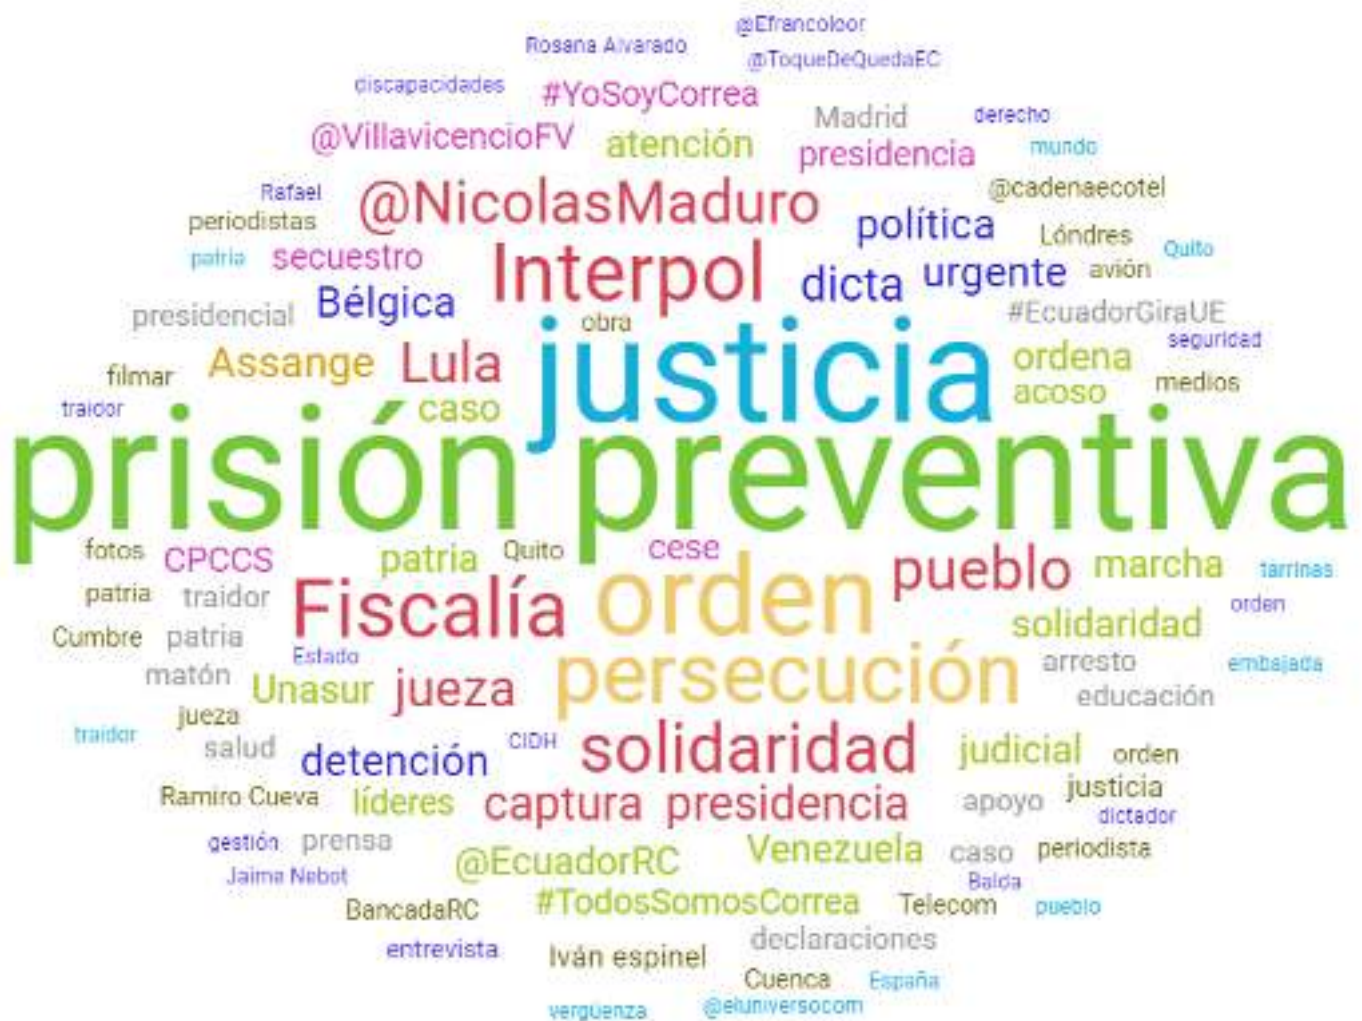 @Efrancoloor
Rosana Alvarado
@ToqueDeQuedaEC
discapacidades
#YoSoyCorrea
Madrid
derecho
@VillavicencioFV
atención
presidencia
mundo
Rafael
@NicolasMaduro
@cadenaecotel
periodistas
política
Lóndres
Quito
patria
secuestro
Interpol
dicta
urgente
avión
presidencial
Bélgica
obra
#EcuadorGiraUE
seguridad
filmar
Assange
Lula
justicia
ordena
traidor
caso
acoso
medios
prisión preventiva
fotos
CPCCS
patria
Quito
cese
pueblo
marcha
tarrinas
patria
traidor
Fiscalía
orden
solidaridad
orden
Cumbre
patria
Estado
persecución
arresto
embajada
matón
Unasur
jueza
educación
jueza
traidor
salud
detención
CIDH
solidaridad
judicial
orden
Ramiro Cueva
líderes
captura
presidencia
apoyo
justicia
dictador
gestión
prensa
@EcuadorRC
Venezuela
caso
periodista
Jaime Nebot
Balda
BancadaRC
#TodosSomosCorrea
Telecom
pueblo
entrevista
Iván espinel
declaraciones
Cuenca
España
vergüenza
@eluniversocom